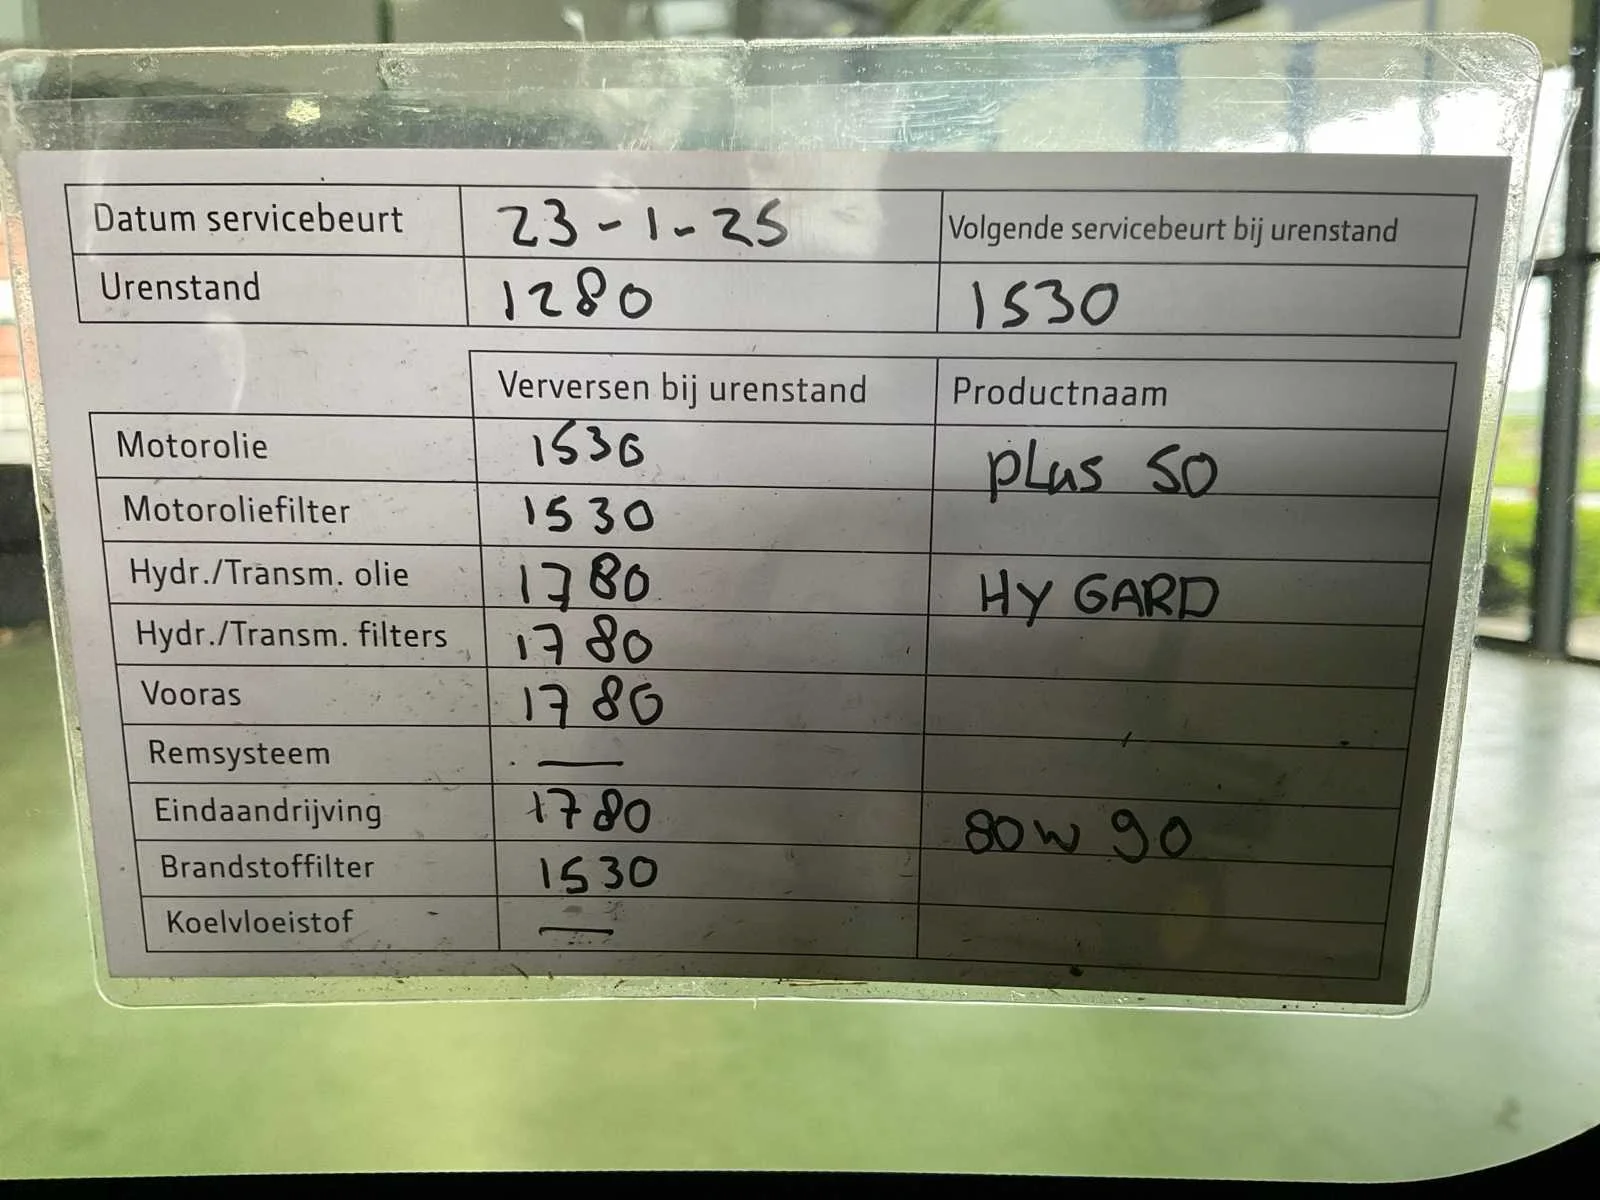 Datum servicebeurt 23-1-25 Volgende servicebeurt bij urenstand
Urenstand 1280 1530
Verversen bij urenstand Productnaam
Motorolie 1530 plus 50
Motoroliefilter 1530
Hydr./Transm. olie 1780 HY GARD
Hydr./Transm. filters 1780
Vooras 1780
Remsysteem —
Eindaandrijving 1780 80W90
Brandstoffilter 1530
Koelvloeistof —